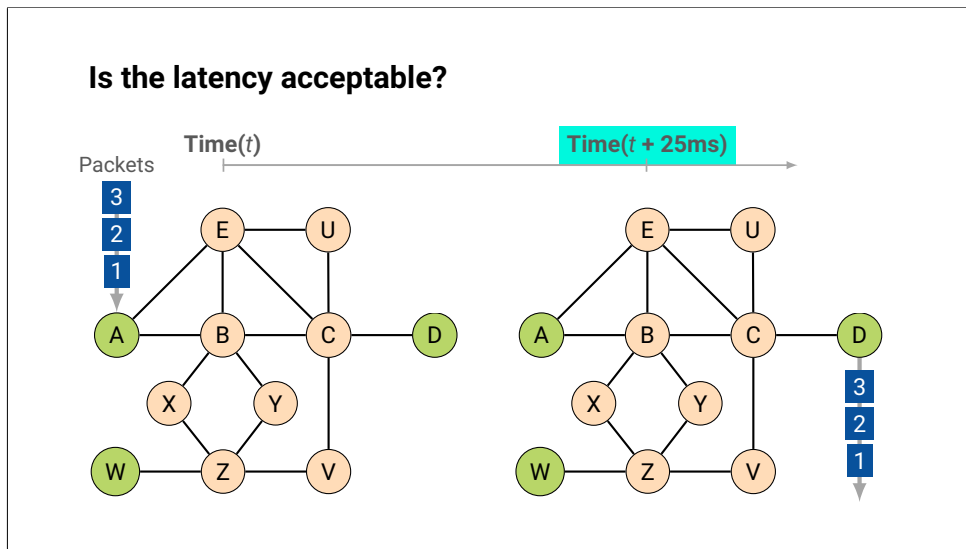 Is the latency acceptable?
Time(t) Time(t + 25ms)
Packets
3
2
1
E U E U
A B C D A B C D
3
X Y X Y
2
1
W Z V W Z V